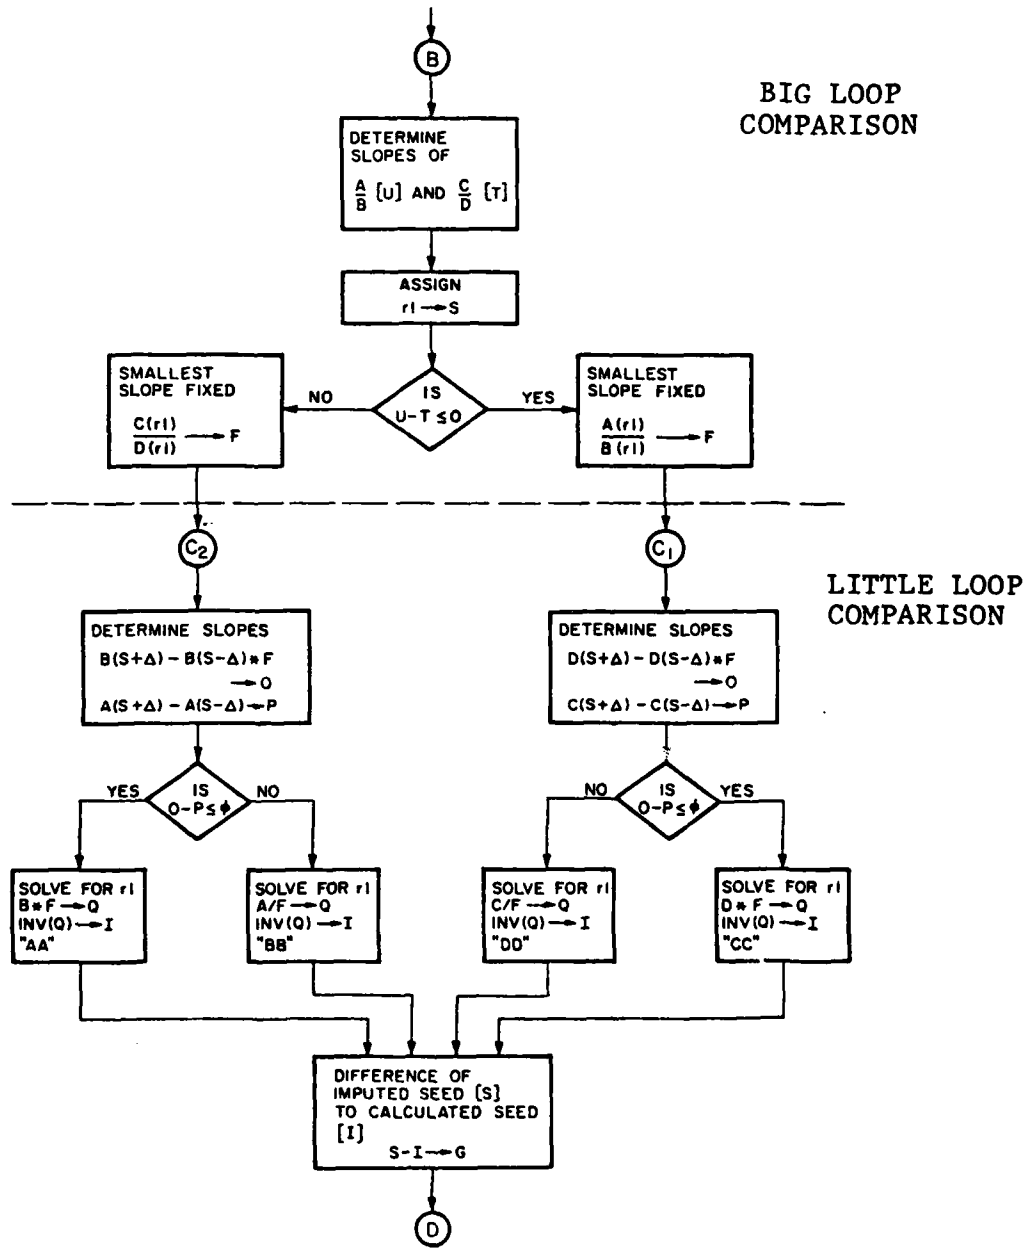 B
BIG LOOP
COMPARISON
DETERMINE
SLOPES OF
A/B [U] AND C/D [T]
ASSIGN
rI → S
SMALLEST
SLOPE FIXED
C(rI)/D(rI) → F
NO
IS
U-T ≤ O
YES
SMALLEST
SLOPE FIXED
A(rI)/B(rI) → F
C2
C1
LITTLE LOOP
COMPARISON
DETERMINE SLOPES
B(S+Δ) - B(S-Δ)* F
→ O
A(S+Δ) - A(S-Δ) → P
DETERMINE SLOPES
D(S+Δ) - D(S-Δ)* F
→ O
C(S+Δ) - C(S-Δ) → P
YES
IS
O-P ≤ ϕ
NO
NO
IS
O-P ≤ ϕ
YES
SOLVE FOR rI
B* F → Q
INV(Q) → I
"AA"
SOLVE FOR rI
A/F → Q
INV(Q) → I
"BB"
SOLVE FOR rI
C/F → Q
INV(Q) → I
"DD"
SOLVE FOR rI
D* F → Q
INV(Q) → I
"CC"
DIFFERENCE OF
IMPUTED SEED [S]
TO CALCULATED SEED
[I]
S-I → G
D